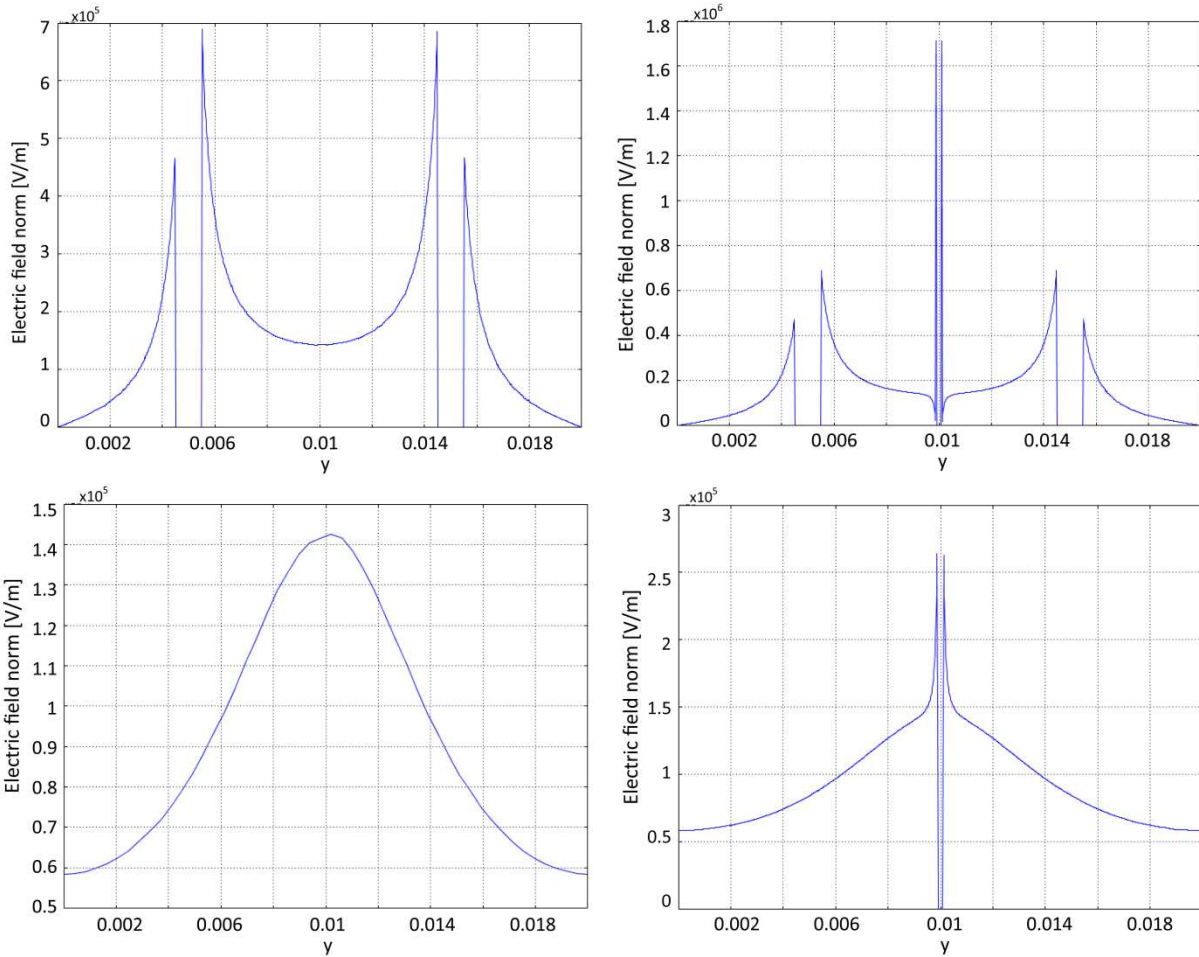 x10⁵
7
6
5
4
3
2
1
0
Electric field norm [V/m]
0.002 0.006 0.01 0.014 0.018
y
x10⁶
1.8
1.6
1.4
1.2
1
0.8
0.6
0.4
0.2
0
Electric field norm [V/m]
0.002 0.006 0.01 0.014 0.018
y
x10⁵
1.5
1.4
1.3
1.2
1.1
1
0.9
0.8
0.7
0.6
0.5
Electric field norm [V/m]
0.002 0.006 0.01 0.014 0.018
y
x10⁵
3
2.5
2
1.5
1
0.5
0
Electric field norm [V/m]
0.002 0.006 0.01 0.014 0.018
y